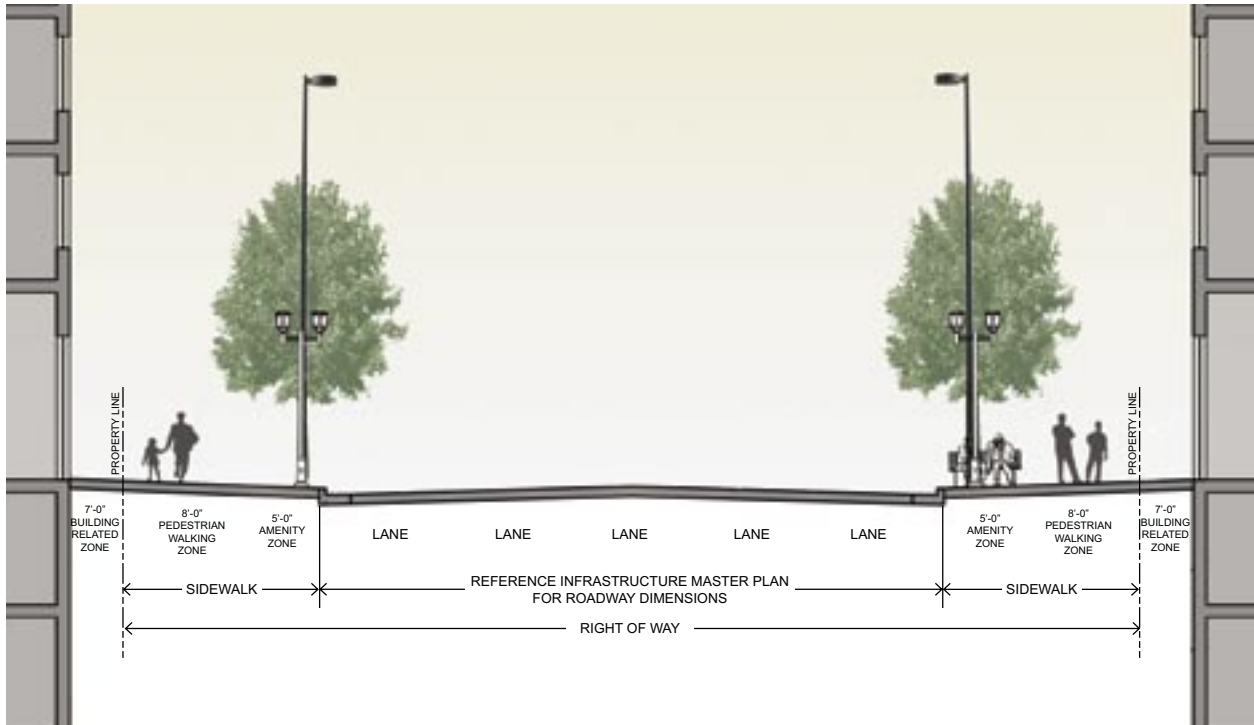 PROPERTY LINE
PROPERTY LINE
7'-0"
BUILDING
RELATED
ZONE
8'-0"
PEDESTRIAN
WALKING
ZONE
5'-0"
AMENITY
ZONE
LANE
LANE
LANE
LANE
LANE
5'-0"
AMENITY
ZONE
8'-0"
PEDESTRIAN
WALKING
ZONE
7'-0"
BUILDING
RELATED
ZONE
SIDEWALK
REFERENCE INFRASTRUCTURE MASTER PLAN
FOR ROADWAY DIMENSIONS
SIDEWALK
RIGHT OF WAY